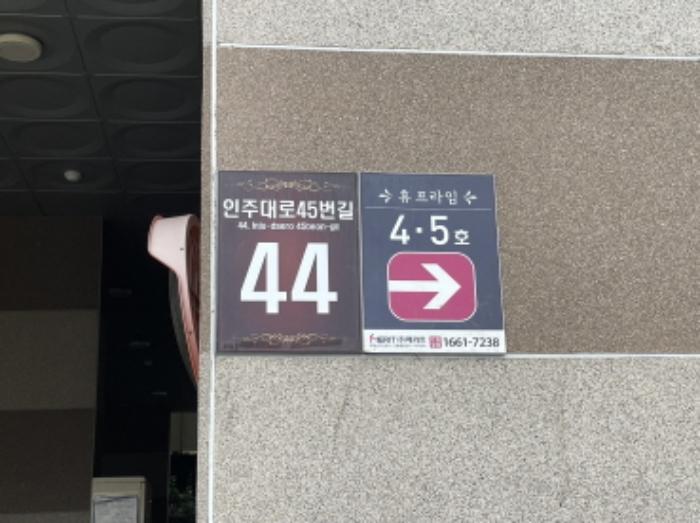 인주대로45번길
44, Inju-daero 45beon-gil
44
휴프라임
4·5호
1661-7238